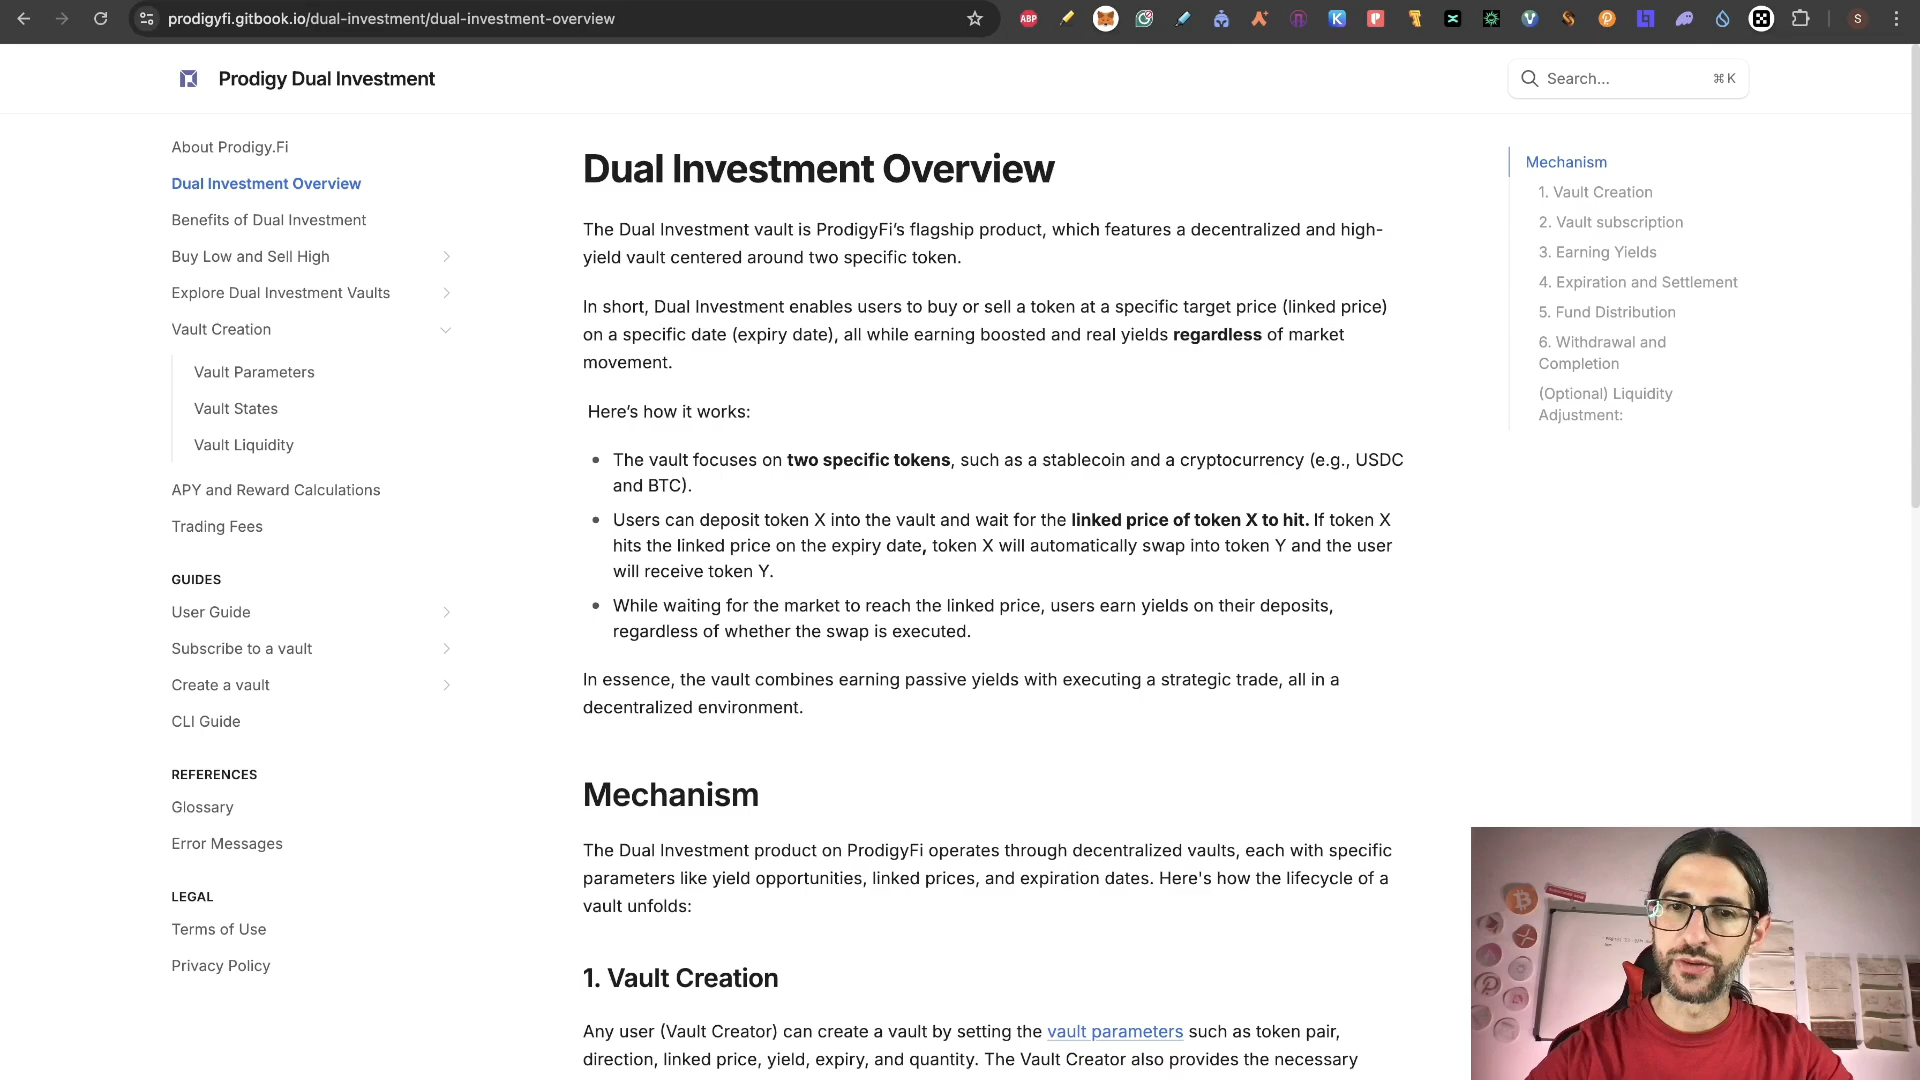 prodigyfi.gitbook.io/dual-investment/dual-investment-overview
Prodigy Dual Investment
Search...
⌘ K
About Prodigy.Fi
Dual Investment Overview
Benefits of Dual Investment
Buy Low and Sell High
Explore Dual Investment Vaults
Vault Creation
Vault Parameters
Vault States
Vault Liquidity
APY and Reward Calculations
Trading Fees
GUIDES
User Guide
Subscribe to a vault
Create a vault
CLI Guide
REFERENCES
Glossary
Error Messages
LEGAL
Terms of Use
Privacy Policy
Dual Investment Overview
The Dual Investment vault is ProdigyFi’s flagship product, which features a decentralized and high-
yield vault centered around two specific token.
In short, Dual Investment enables users to buy or sell a token at a specific target price (linked price)
on a specific date (expiry date), all while earning boosted and real yields regardless of market
movement.
Here’s how it works:
The vault focuses on two specific tokens, such as a stablecoin and a cryptocurrency (e.g., USDC
and BTC).
Users can deposit token X into the vault and wait for the linked price of token X to hit. If token X
hits the linked price on the expiry date, token X will automatically swap into token Y and the user
will receive token Y.
While waiting for the market to reach the linked price, users earn yields on their deposits,
regardless of whether the swap is executed.
In essence, the vault combines earning passive yields with executing a strategic trade, all in a
decentralized environment.
Mechanism
The Dual Investment product on ProdigyFi operates through decentralized vaults, each with specific
parameters like yield opportunities, linked prices, and expiration dates. Here's how the lifecycle of a
vault unfolds:
1. Vault Creation
Any user (Vault Creator) can create a vault by setting the vault parameters such as token pair,
direction, linked price, yield, expiry, and quantity. The Vault Creator also provides the necessary
Mechanism
1. Vault Creation
2. Vault subscription
3. Earning Yields
4. Expiration and Settlement
5. Fund Distribution
6. Withdrawal and
Completion
(Optional) Liquidity
Adjustment:
ABP
S